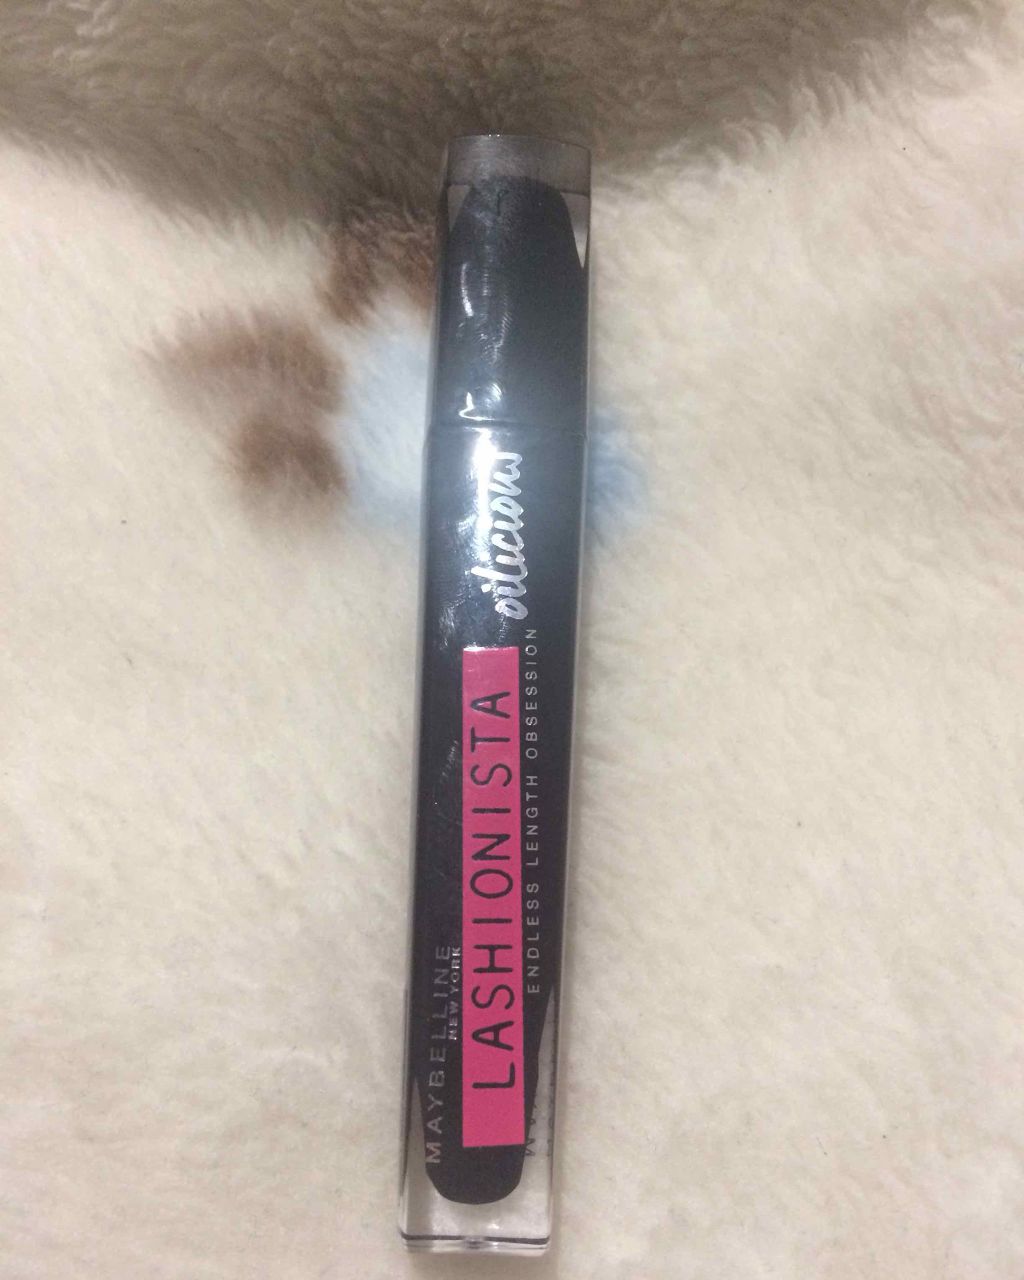 MAYBELLINE
NEW YORK
LASHIONISTA
oilicious
ENDLESS LENGTH OBSESSION